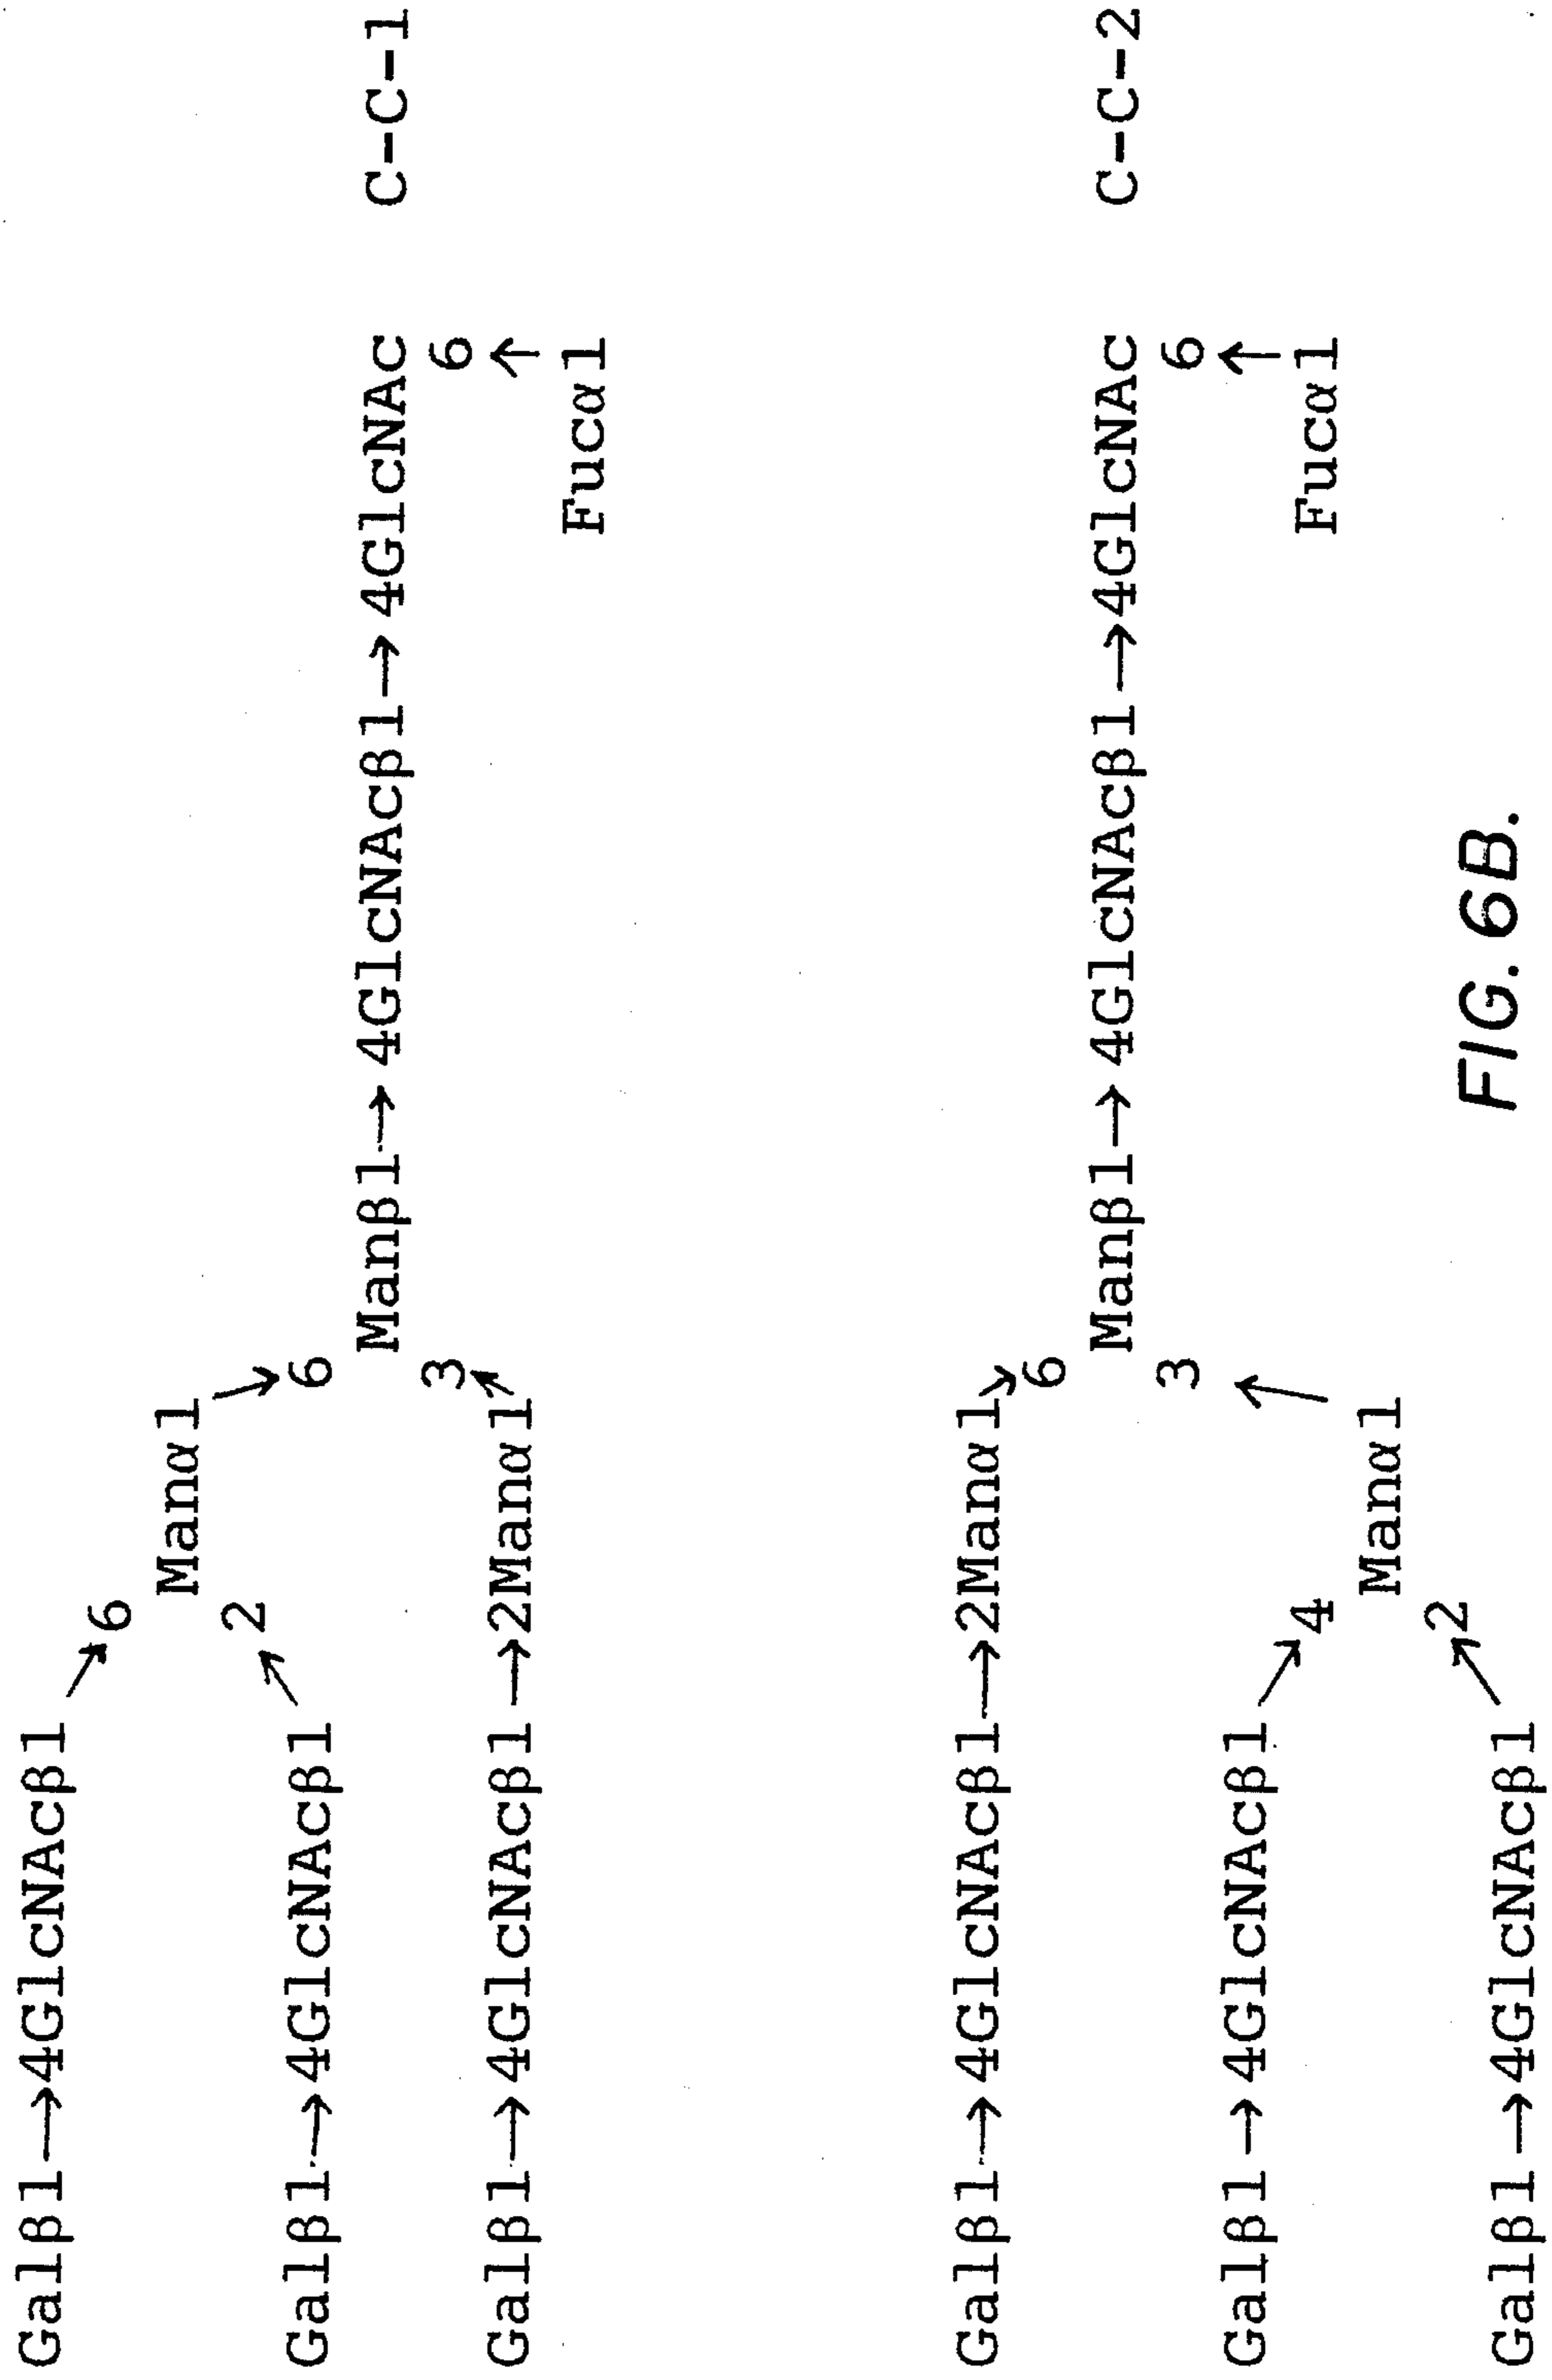 Galβ1→4GlcNAcβ1
6
Manα1
2
6
Galβ1→4GlcNAcβ1
Manβ1→4GlcNAcβ1→4GlcNAc C-C-1
3 6
Galβ1→4GlcNAcβ1→2Manα1
Fucα1
Galβ1→4GlcNAcβ1→2Manα1
6
Manβ1→4GlcNAcβ1→4GlcNAc C-C-2
3 6
Galβ1→4GlcNAcβ1
4
Fucα1
Manα1
2
Galβ1→4GlcNAcβ1
FIG. 6B.